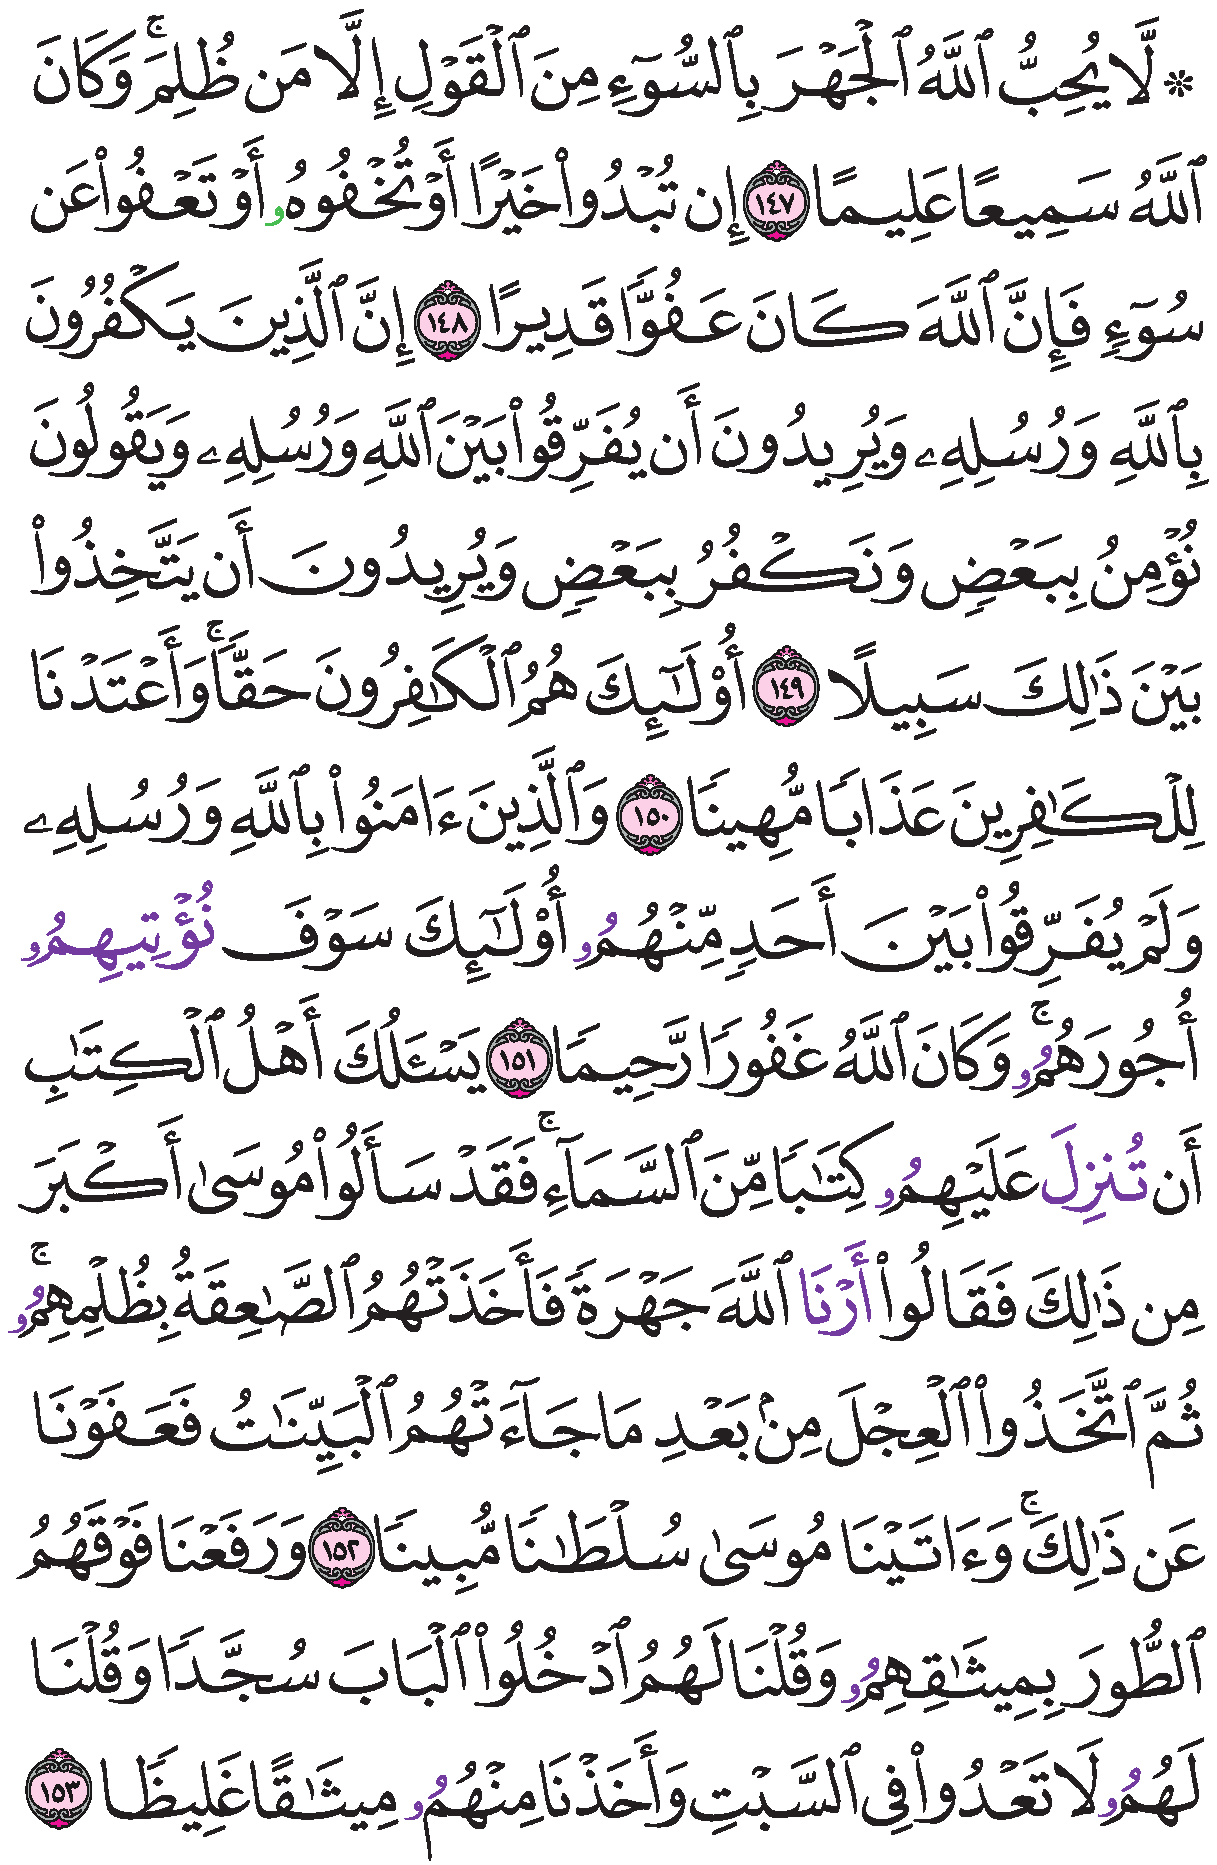 ۞ لَّا يُحِبُّ ٱللَّهُ ٱلْجَهْرَ بِٱلسُّوٓءِ مِنَ ٱلْقَوْلِ إِلَّا مَن ظُلِمَۚ وَكَانَ
ٱللَّهُ سَمِيعًا عَلِيمًا ١٤٧ إِن تُبْدُوا۟ خَيْرًا أَوْ تُخْفُوهُۥ أَوْ تَعْفُوا۟ عَن
سُوٓءٍ فَإِنَّ ٱللَّهَ كَانَ عَفُوًّا قَدِيرًا ١٤٨ إِنَّ ٱلَّذِينَ يَكْفُرُونَ
بِٱللَّهِ وَرُسُلِهِۦ وَيُرِيدُونَ أَن يُفَرِّقُوا۟ بَيْنَ ٱللَّهِ وَرُسُلِهِۦ وَيَقُولُونَ
نُؤْمِنُ بِبَعْضٍ وَنَكْفُرُ بِبَعْضٍ وَيُرِيدُونَ أَن يَتَّخِذُوا۟
بَيْنَ ذَٰلِكَ سَبِيلًا ١٤٩ أُو۟لَـٰٓئِكَ هُمُ ٱلْكَـٰفِرُونَ حَقًّاۚ وَأَعْتَدْنَا
لِلْكَـٰفِرِينَ عَذَابًا مُّهِينًا ١٥٠ وَٱلَّذِينَ ءَامَنُوا۟ بِٱللَّهِ وَرُسُلِهِۦ
وَلَمْ يُفَرِّقُوا۟ بَيْنَ أَحَدٍ مِّنْهُمُۥ أُو۟لَـٰٓئِكَ سَوْفَ نُؤْتِيهِمُۥ
أُجُورَهُمُۥۚ وَكَانَ ٱللَّهُ غَفُورًا رَّحِيمًا ١٥١ يَسْـَٔلُكَ أَهْلُ ٱلْكِتَـٰبِ
أَن تُنزِلَ عَلَيْهِمُۥ كِتَـٰبًا مِّنَ ٱلسَّمَآءِۚ فَقَدْ سَأَلُوا۟ مُوسَىٰ أَكْبَرَ
مِن ذَٰلِكَ فَقَالُوا۟ أَرْنَا ٱللَّهَ جَهْرَةً فَأَخَذَتْهُمُ ٱلصَّـٰعِقَةُ بِظُلْمِهِمُۥۚ
ثُمَّ ٱتَّخَذُوا۟ ٱلْعِجْلَ مِنۢ بَعْدِ مَا جَآءَتْهُمُ ٱلْبَيِّنَـٰتُ فَعَفَوْنَا
عَن ذَٰلِكَۚ وَءَاتَيْنَا مُوسَىٰ سُلْطَـٰنًا مُّبِينًا ١٥٢ وَرَفَعْنَا فَوْقَهُمُ
ٱلطُّورَ بِمِيثَـٰقِهِمُۥ وَقُلْنَا لَهُمُ ٱدْخُلُوا۟ ٱلْبَابَ سُجَّدًا وَقُلْنَا
لَهُمُۥ لَا تَعْدُوا۟ فِى ٱلسَّبْتِ وَأَخَذْنَا مِنْهُمُۥ مِيثَـٰقًا غَلِيظًا ١٥٣